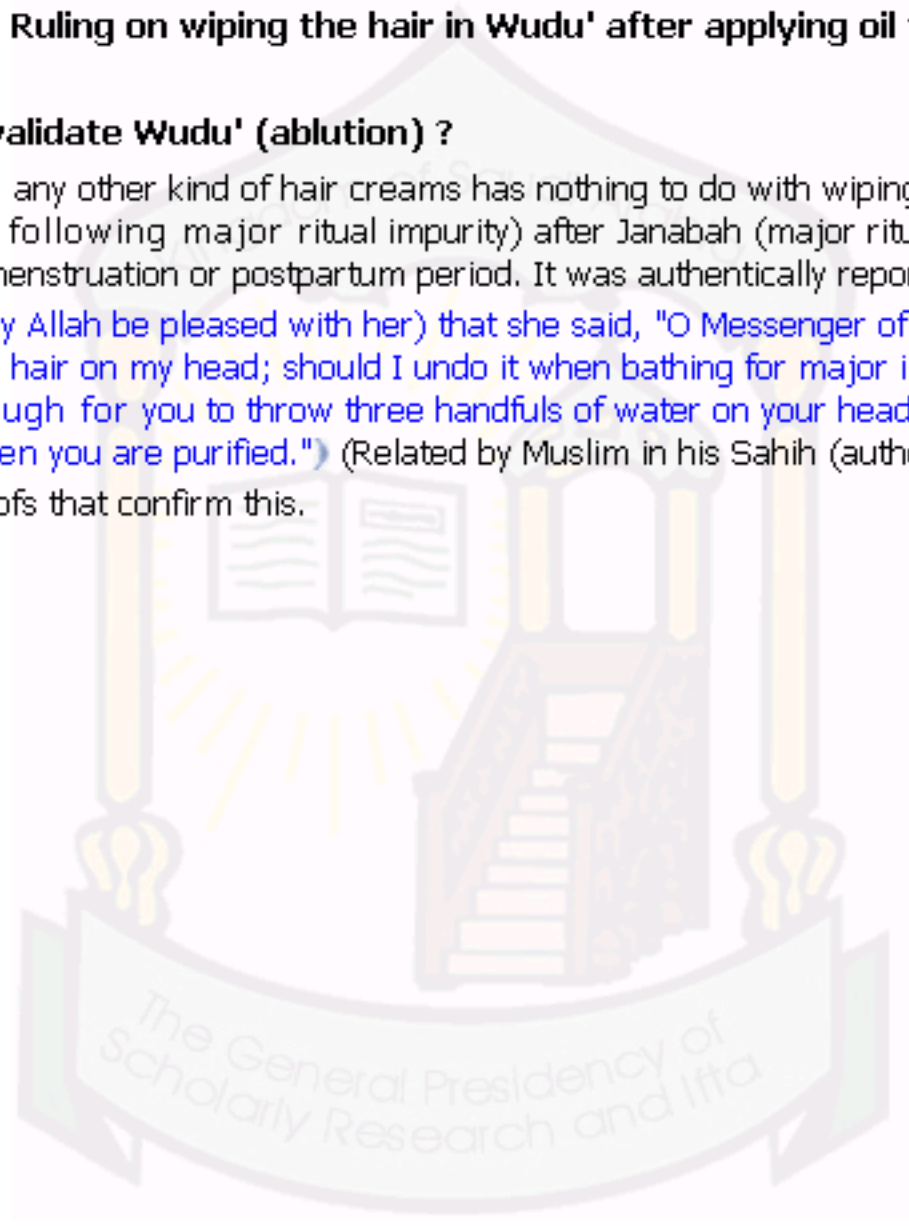 Ruling on wiping the hair in Wudu' after applying oil
validate Wudu' (ablution) ?
any other kind of hair creams has nothing to do with wiping
following major ritual impurity) after Janabah (major ritu
menstruation or postpartum period. It was authentically repor
y Allah be pleased with her) that she said, "O Messenger of
hair on my head; should I undo it when bathing for major i
ugh for you to throw three handfuls of water on your head
en you are purified.") (Related by Muslim in his Sahih (auth
ofs that confirm this.
Kingdom of Saudi Arabia
The General Presidency of
Scholarly Research and Ifta